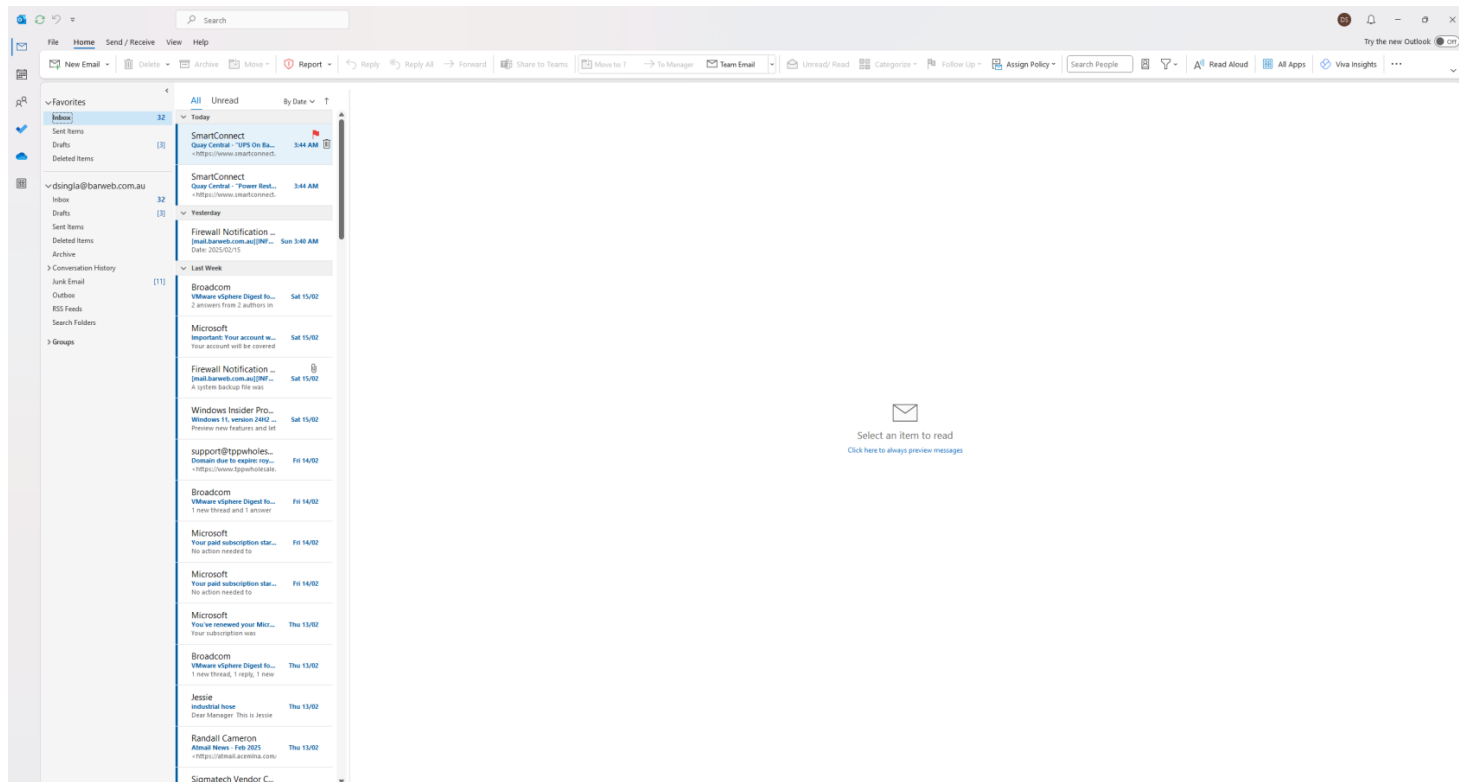 Search
DS
File Home Send / Receive View Help
Try the new Outlook Off
New Email Delete Archive Move Report Reply Reply All Forward Share to Teams Move to: ? To Manager Team Email Unread/ Read Categorize Follow Up Assign Policy Search People Read Aloud All Apps Viva Insights ...
Favorites
Inbox 32
Sent Items
Drafts [3]
Deleted Items
dsingla@barweb.com.au
Inbox 32
Drafts [3]
Sent Items
Deleted Items
Archive
Conversation History
Junk Email [11]
Outbox
RSS Feeds
Search Folders
Groups
All Unread By Date
Today
SmartConnect
Quay Central - "UPS On Ba... 3:44 AM
<https://www.smartconnect.
SmartConnect
Quay Central - "Power Rest... 3:44 AM
<https://www.smartconnect.
Yesterday
Firewall Notification ...
[mail.barweb.com.au][INF... Sun 3:40 AM
Date: 2025/02/15
Last Week
Broadcom
VMware vSphere Digest fo... Sat 15/02
2 answers from 2 authors in
Microsoft
Important: Your account w... Sat 15/02
Your account will be covered
Firewall Notification ...
[mail.barweb.com.au][INF... Sat 15/02
A system backup file was
Windows Insider Pro...
Windows 11, version 24H2 ... Sat 15/02
Preview new features and let
support@tppwholes...
Domain due to expire: roy... Fri 14/02
<https://www.tppwholesale.
Broadcom
VMware vSphere Digest fo... Fri 14/02
1 new thread and 1 answer
Microsoft
Your paid subscription star... Fri 14/02
No action needed to
Microsoft
Your paid subscription star... Fri 14/02
No action needed to
Microsoft
You've renewed your Micr... Thu 13/02
Your subscription was
Broadcom
VMware vSphere Digest fo... Thu 13/02
1 new thread, 1 reply, 1 new
Jessie
industrial hose Thu 13/02
Dear Manager This is Jessie
Randall Cameron
Atmail News - Feb 2025 Thu 13/02
<https://atmail.acemlna.com/
Sigmatech Vendor C...
Select an item to read
Click here to always preview messages